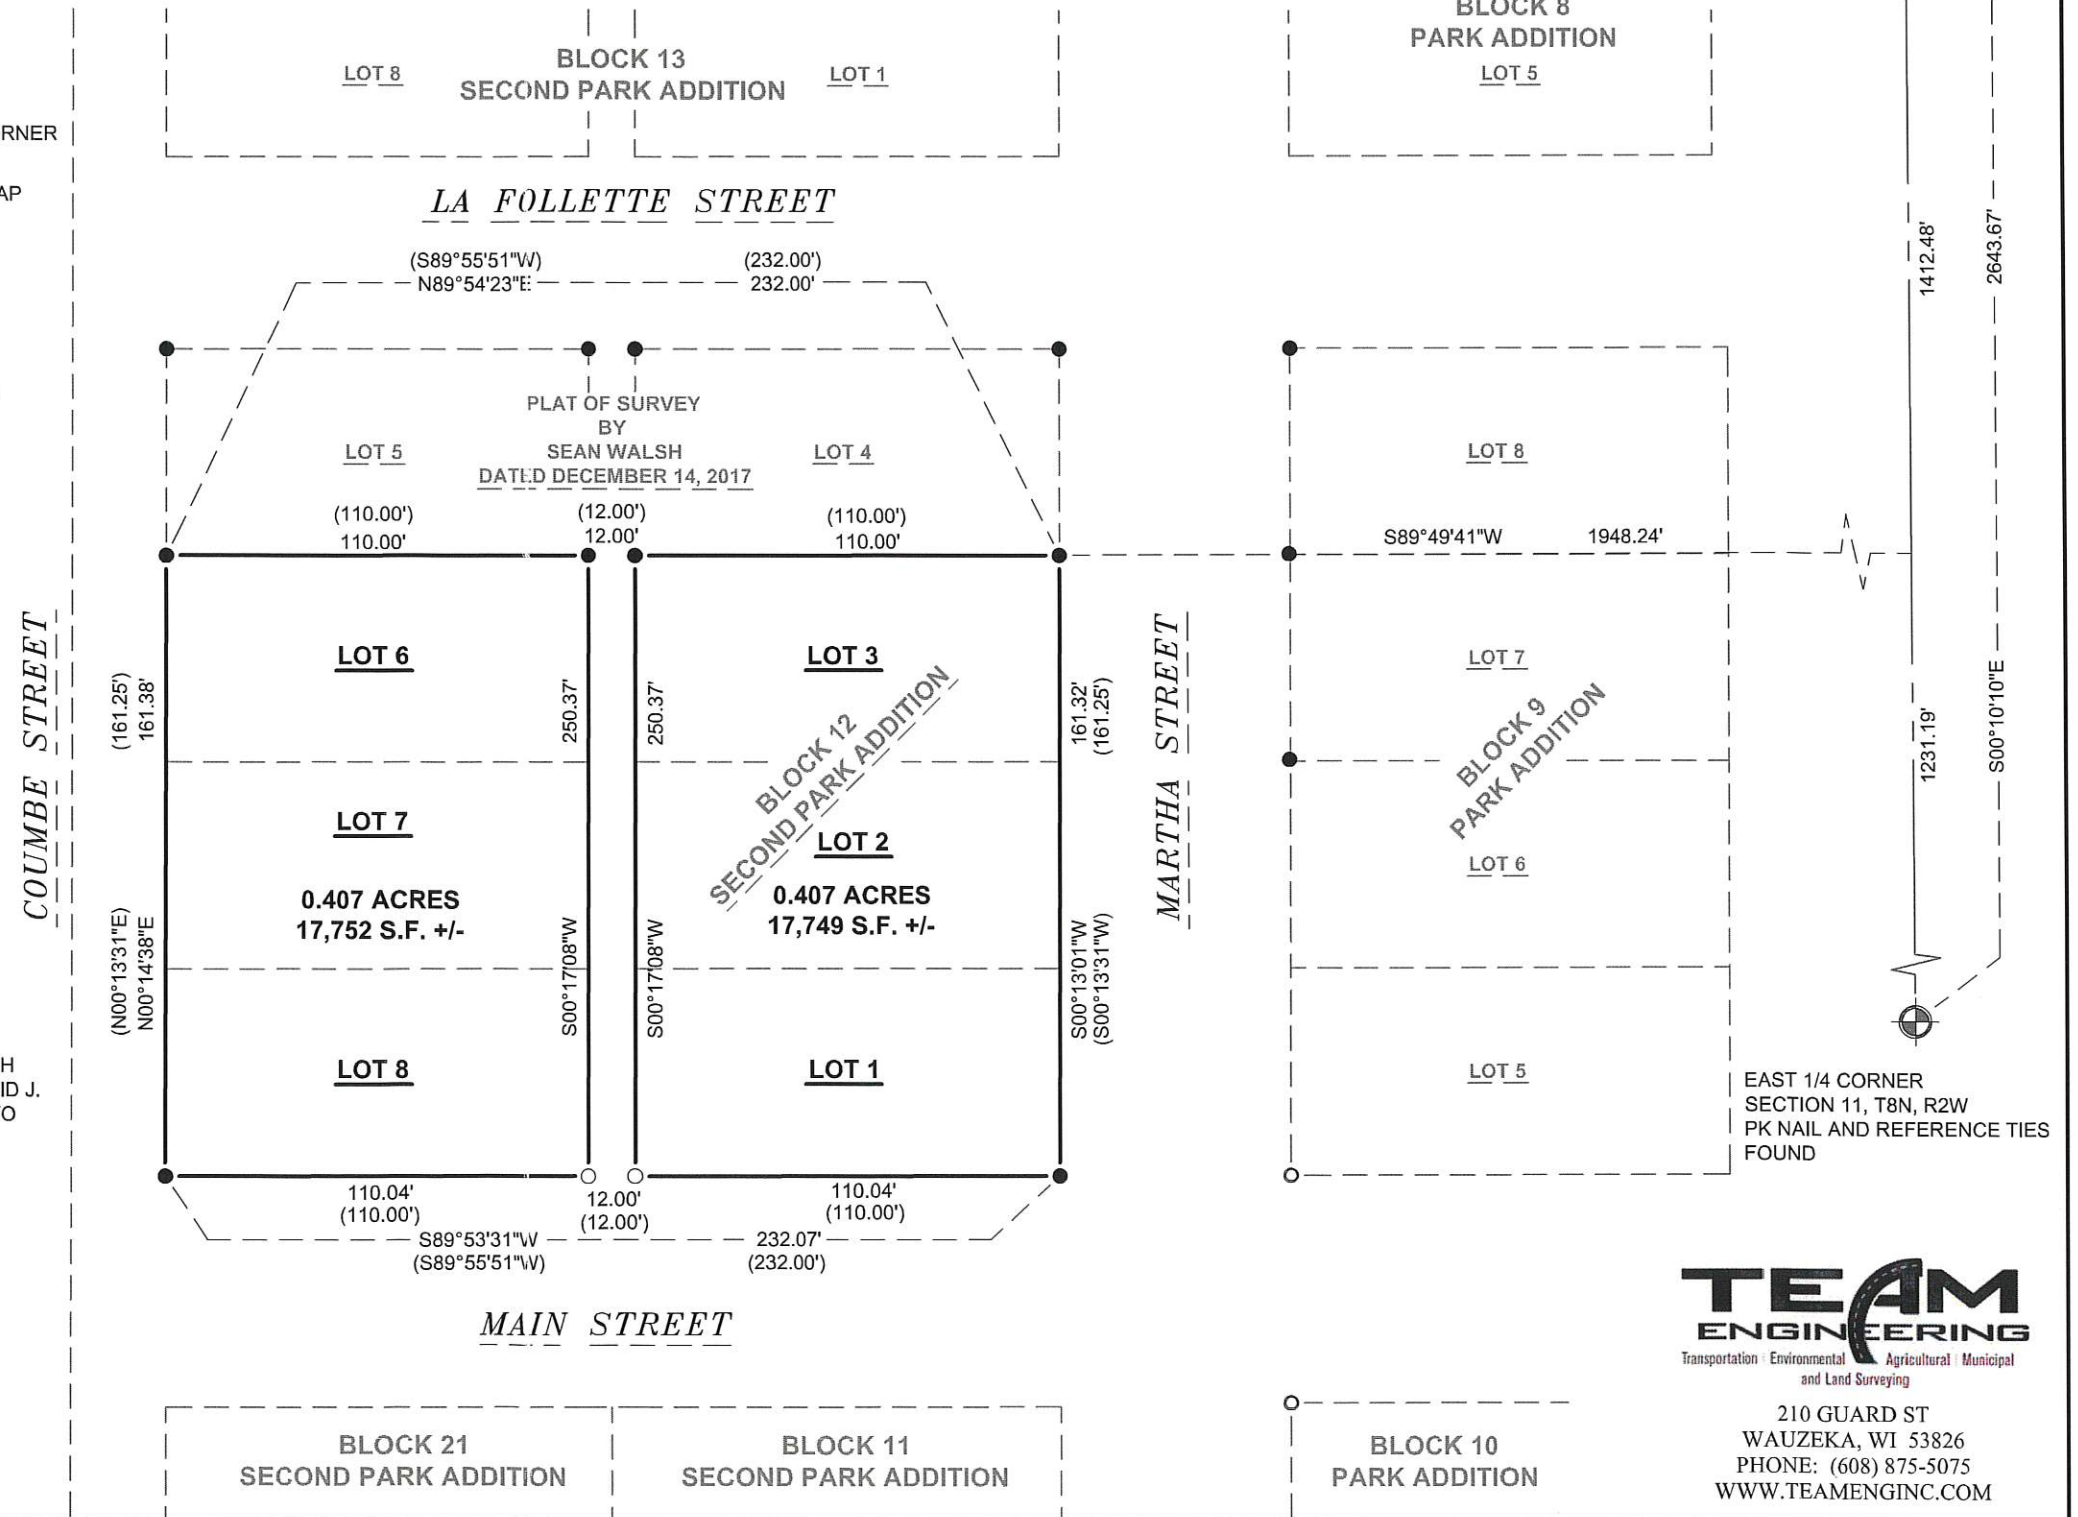 BLOCK 8
PARK ADDITION
LOT 5
BLOCK 13
SECOND PARK ADDITION
LOT 8
LOT 1
RNER
AP
LA FOLLETTE STREET
(S89°55'51"W) (232.00')
N89°54'23"E 232.00'
1412.48'
2643.67'
PLAT OF SURVEY
BY
SEAN WALSH
DATED DECEMBER 14, 2017
LOT 5
LOT 4
LOT 8
(110.00') (12.00') (110.00')
110.00' 12.00' 110.00'
S89°49'41"W 1948.24'
COUMBE STREET
(161.25')
161.38'
LOT 6
250.37'
250.37'
LOT 3
161.32'
(161.25')
MARTHA STREET
LOT 7
BLOCK 12
SECOND PARK ADDITION
BLOCK 9
PARK ADDITION
1231.19'
S00°10'10"E
LOT 7
0.407 ACRES
17,752 S.F. +/-
LOT 2
0.407 ACRES
17,749 S.F. +/-
LOT 6
(N00°13'31"E)
N00°14'38"E
S00°17'08"W
S00°17'08"W
S00°13'01"W
(S00°13'31"W)
H
ID J.
TO
LOT 8
LOT 1
LOT 5
EAST 1/4 CORNER
SECTION 11, T8N, R2W
PK NAIL AND REFERENCE TIES
FOUND
110.04' 12.00' 110.04'
(110.00') (12.00') (110.00')
S89°53'31"W 232.07'
(S89°55'51"W) (232.00')
MAIN STREET
TEAM
ENGINEERING
Transportation Environmental Agricultural Municipal
and Land Surveying
210 GUARD ST
WAUZEKA, WI 53826
PHONE: (608) 875-5075
WWW.TEAMENGINC.COM
BLOCK 21
SECOND PARK ADDITION
BLOCK 11
SECOND PARK ADDITION
BLOCK 10
PARK ADDITION